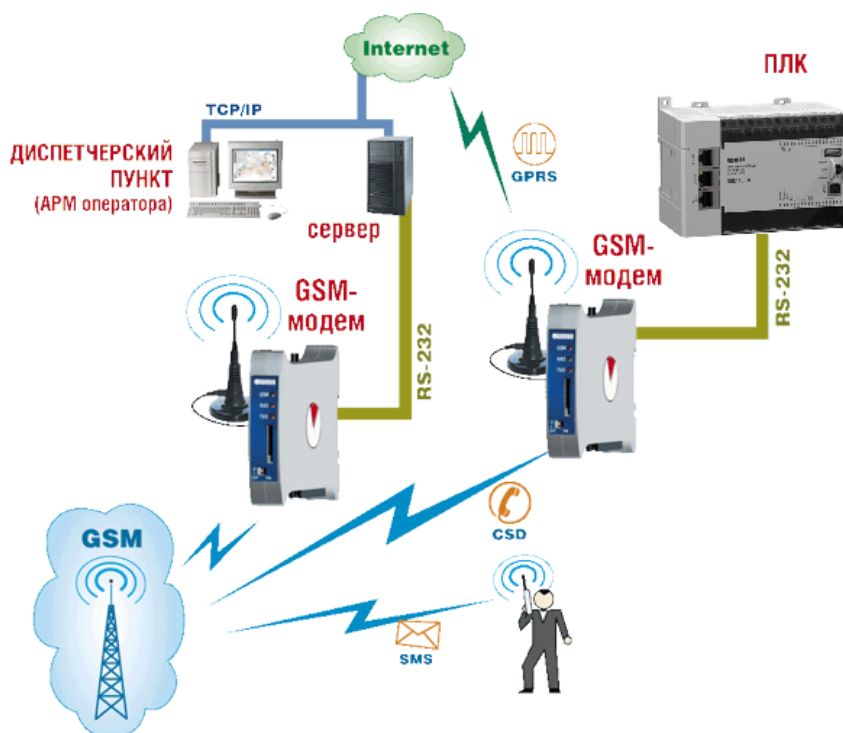 Internet
ПЛК
TCP/IP
GPRS
ДИСПЕТЧЕРСКИЙ
ПУНКТ
(АРМ оператора)
сервер
GSM-
модем
RS-232
GSM-
модем
RS-232
GSM
CSD
SMS